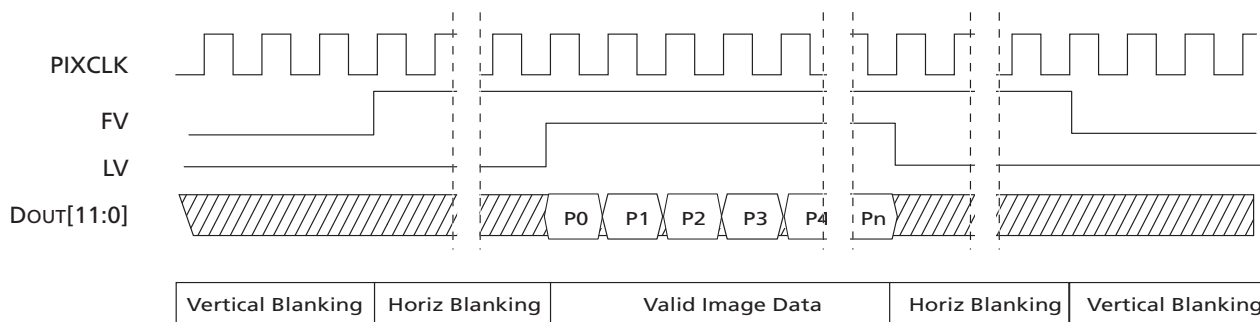 PIXCLK
FV
LV
DOUT[11:0]
P0 P1 P2 P3 P4 Pn
Vertical Blanking Horiz Blanking Valid Image Data Horiz Blanking Vertical Blanking